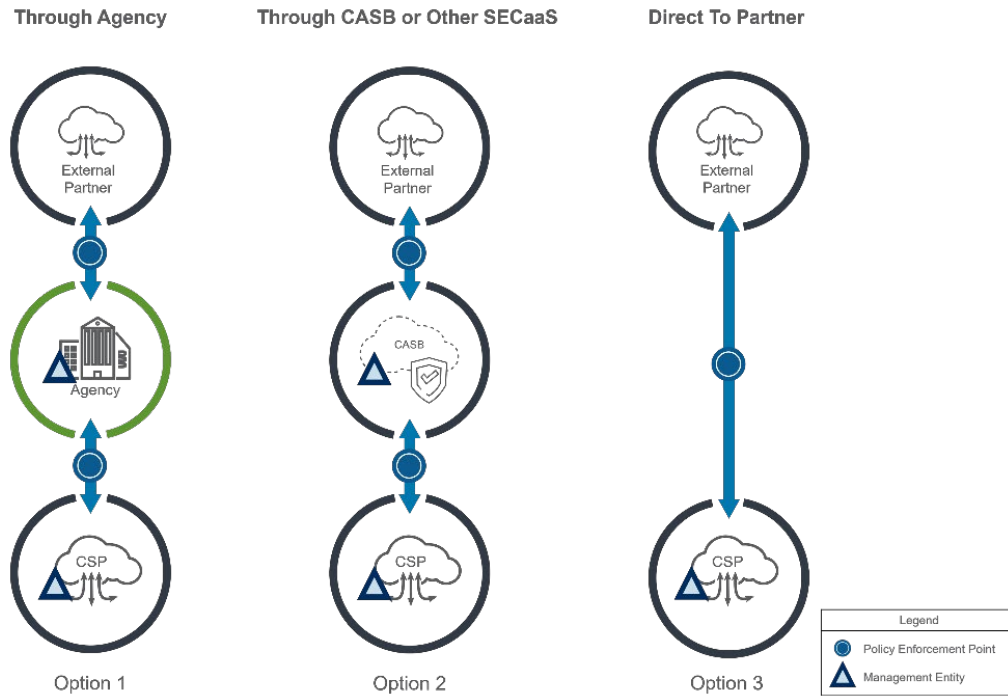 Through Agency
Through CASB or Other SECaaS
Direct To Partner
External
Partner
External
Partner
External
Partner
Agency
CASB
CSP
CSP
CSP
Option 1
Option 2
Option 3
Legend
Policy Enforcement Point
Management Entity